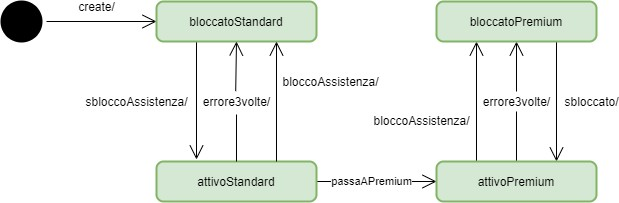 create/
bloccatoStandard
bloccatoPremium
bloccoAssistenza/
sbloccoAssistenza/
errore3volte/
errore3volte/
sbloccato/
bloccoAssistenza/
attivoStandard
passaAPremium
attivoPremium